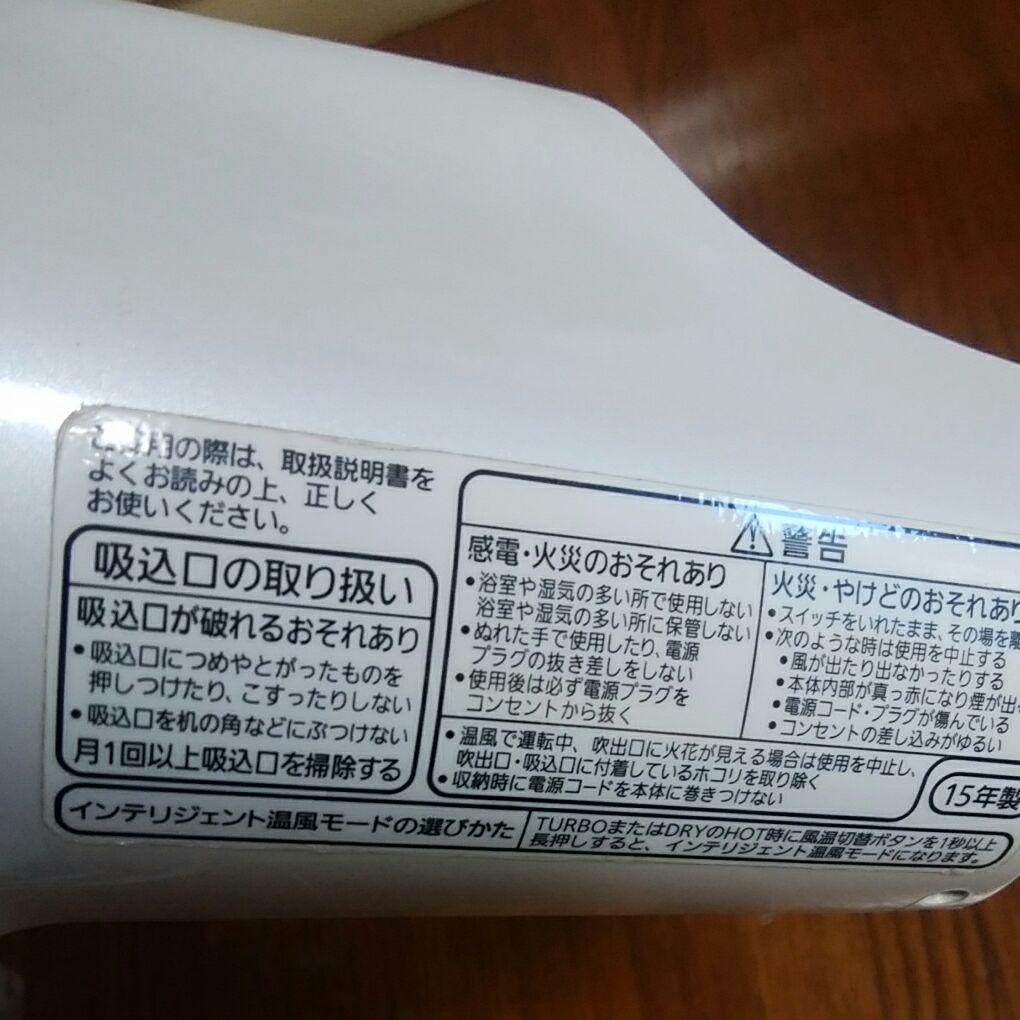 ご使用の際は、取扱説明書を
よくお読みの上、正しく
お使いください。
吸込口の取り扱い
吸込口が破れるおそれあり
•吸込口につめやとがったものを
押しつけたり、こすったりしない
•吸込口を机の角などにぶつけない
月1回以上吸込口を掃除する
警告
感電・火災のおそれあり
•浴室や湿気の多い所で使用しない
浴室や湿気の多い所に保管しない
•ぬれた手で使用したり、電源
プラグの抜き差しをしない
•使用後は必ず電源プラグを
コンセントから抜く
火災・やけどのおそれあり
•スイッチをいれたまま、その場を離
•次のような時は使用を中止する
•風が出たり出なかったりする
•本体内部が真っ赤になり煙が出
•電源コード・プラグが傷んでいる
•コンセントの差し込みがゆるい
•温風で運転中、吹出口に火花が見える場合は使用を中止し、
吹出口・吸込口に付着しているホコリを取り除く
•収納時に電源コードを本体に巻きつけない
15年製
インテリジェント温風モードの選びかた
TURBOまたはDRYのHOT時に風温切替ボタンを1秒以上
長押しすると、インテリジェント温風モードになります。